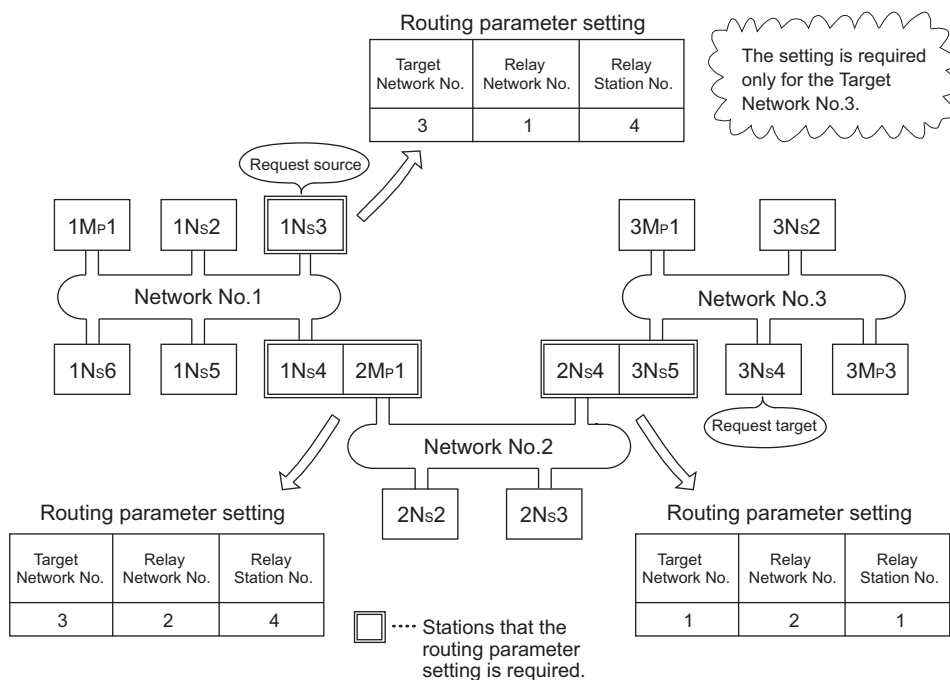 Routing parameter setting
Target Network No.
Relay Network No.
Relay Station No.
3
1
4
The setting is required
only for the Target
Network No.3.
Request source
1MP1
1NS2
1NS3
3MP1
3NS2
Network No.1
Network No.3
1NS6
1NS5
1NS4
2MP1
2NS4
3NS5
3NS4
3MP3
Request target
Network No.2
2NS2
2NS3
Routing parameter setting
Target Network No.
Relay Network No.
Relay Station No.
3
2
4
Stations that the
routing parameter
setting is required.
Routing parameter setting
Target Network No.
Relay Network No.
Relay Station No.
1
2
1